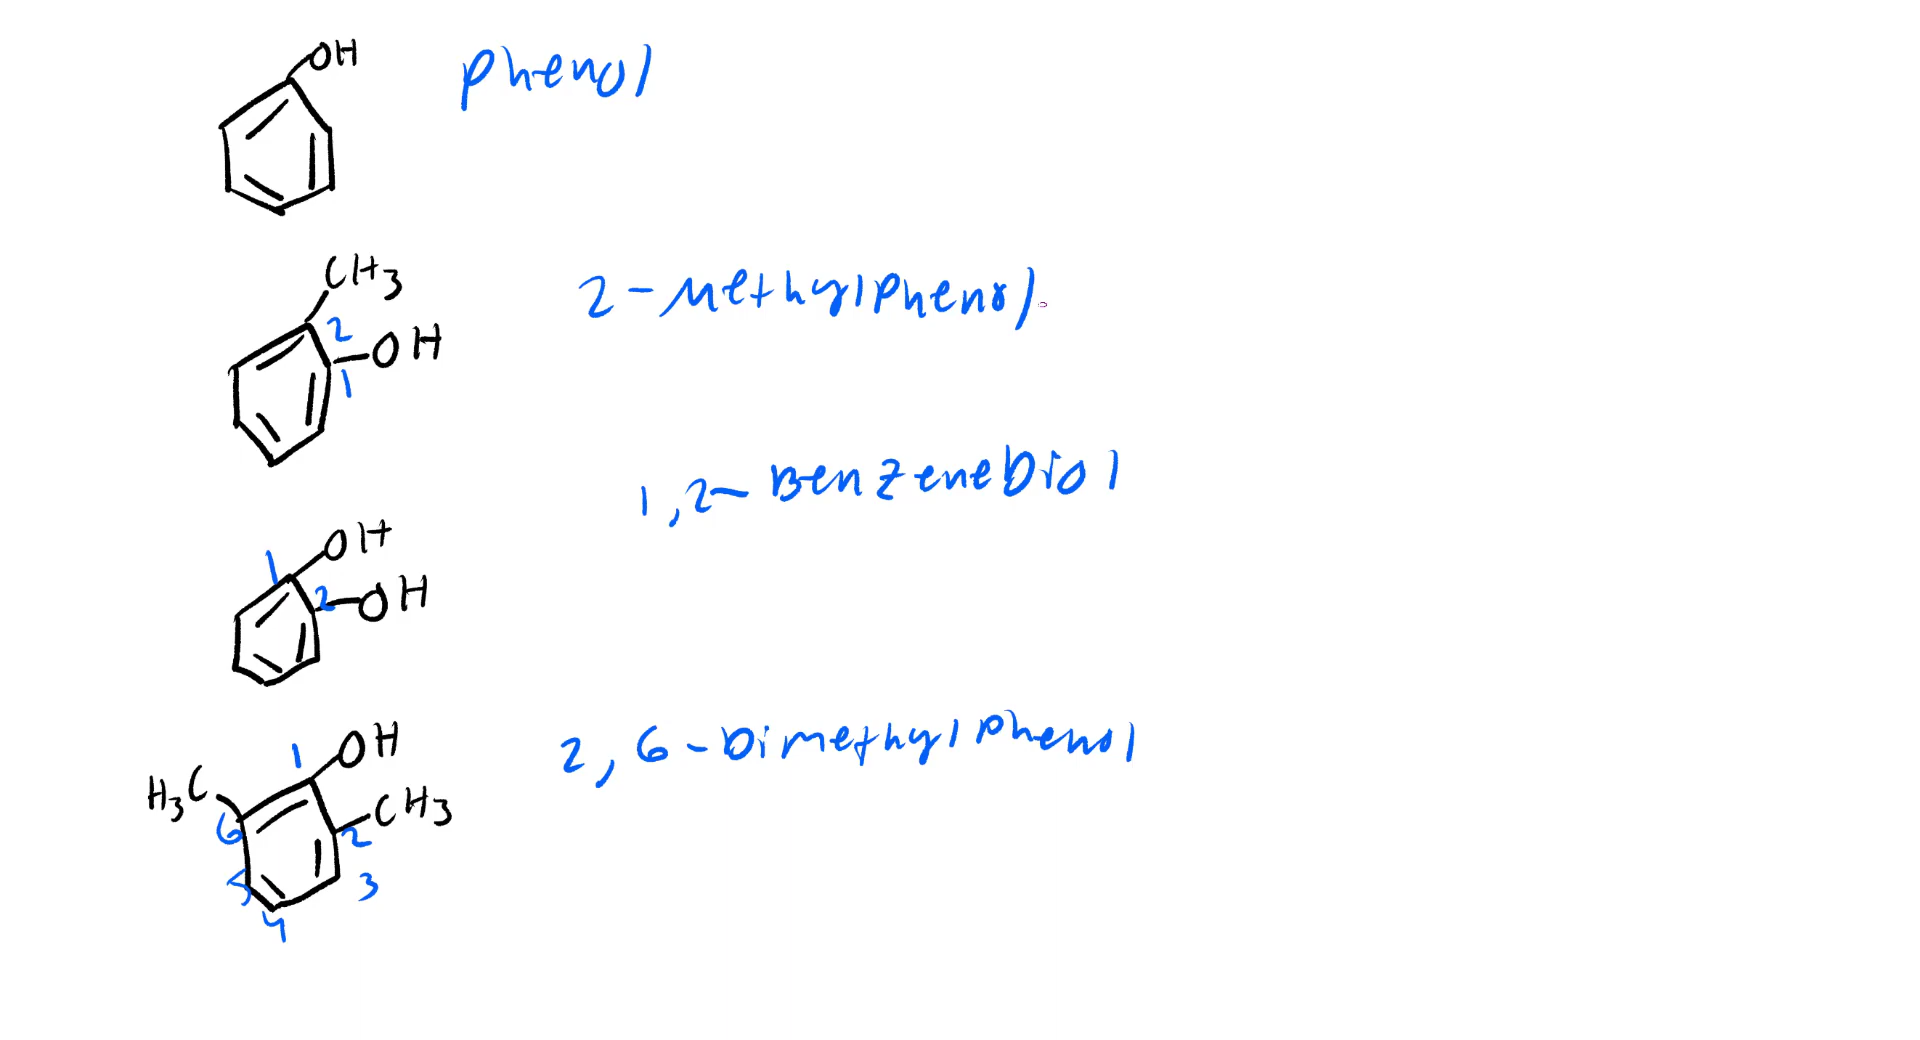 OH
phenol
CH3
2-Methylphenol
2
OH
1
1,2-BenzeneDiol
OH
1
2
OH
OH
2,6-Dimethylphenol
1
H3C
CH3
6
2
5
3
4